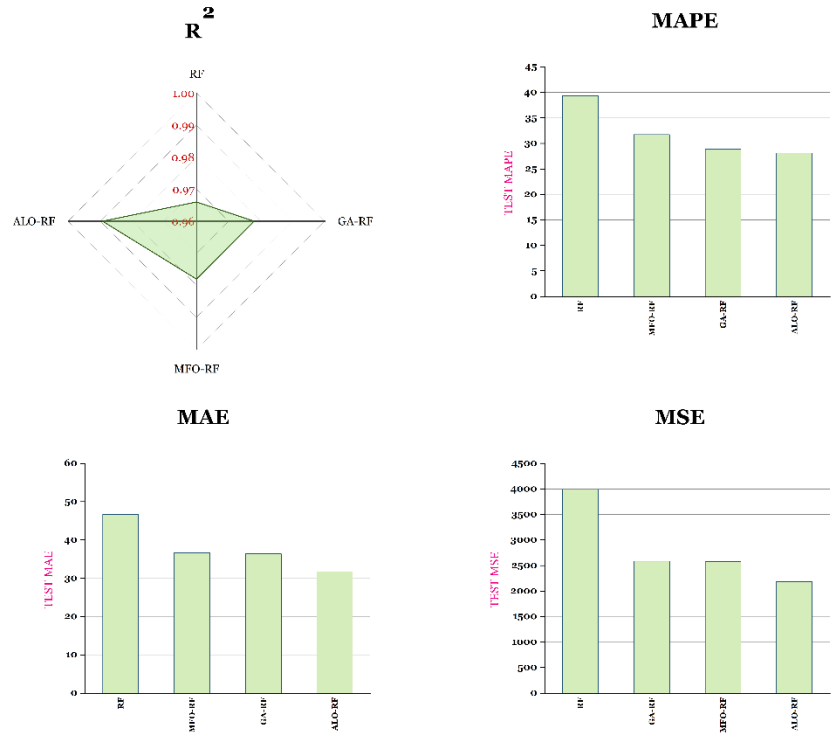 R²
RF
1.00
0.99
0.98
0.97
0.96
ALO-RF
GA-RF
MFO-RF
MAPE
TEST MAPE
45
40
35
30
25
20
15
10
5
0
RF
MFO-RF
GA-RF
ALO-RF
MAE
TEST MAE
60
50
40
30
20
10
0
RF
MFO-RF
GA-RF
ALO-RF
MSE
TEST MSE
4500
4000
3500
3000
2500
2000
1500
1000
500
0
RF
GA-RF
MFO-RF
ALO-RF